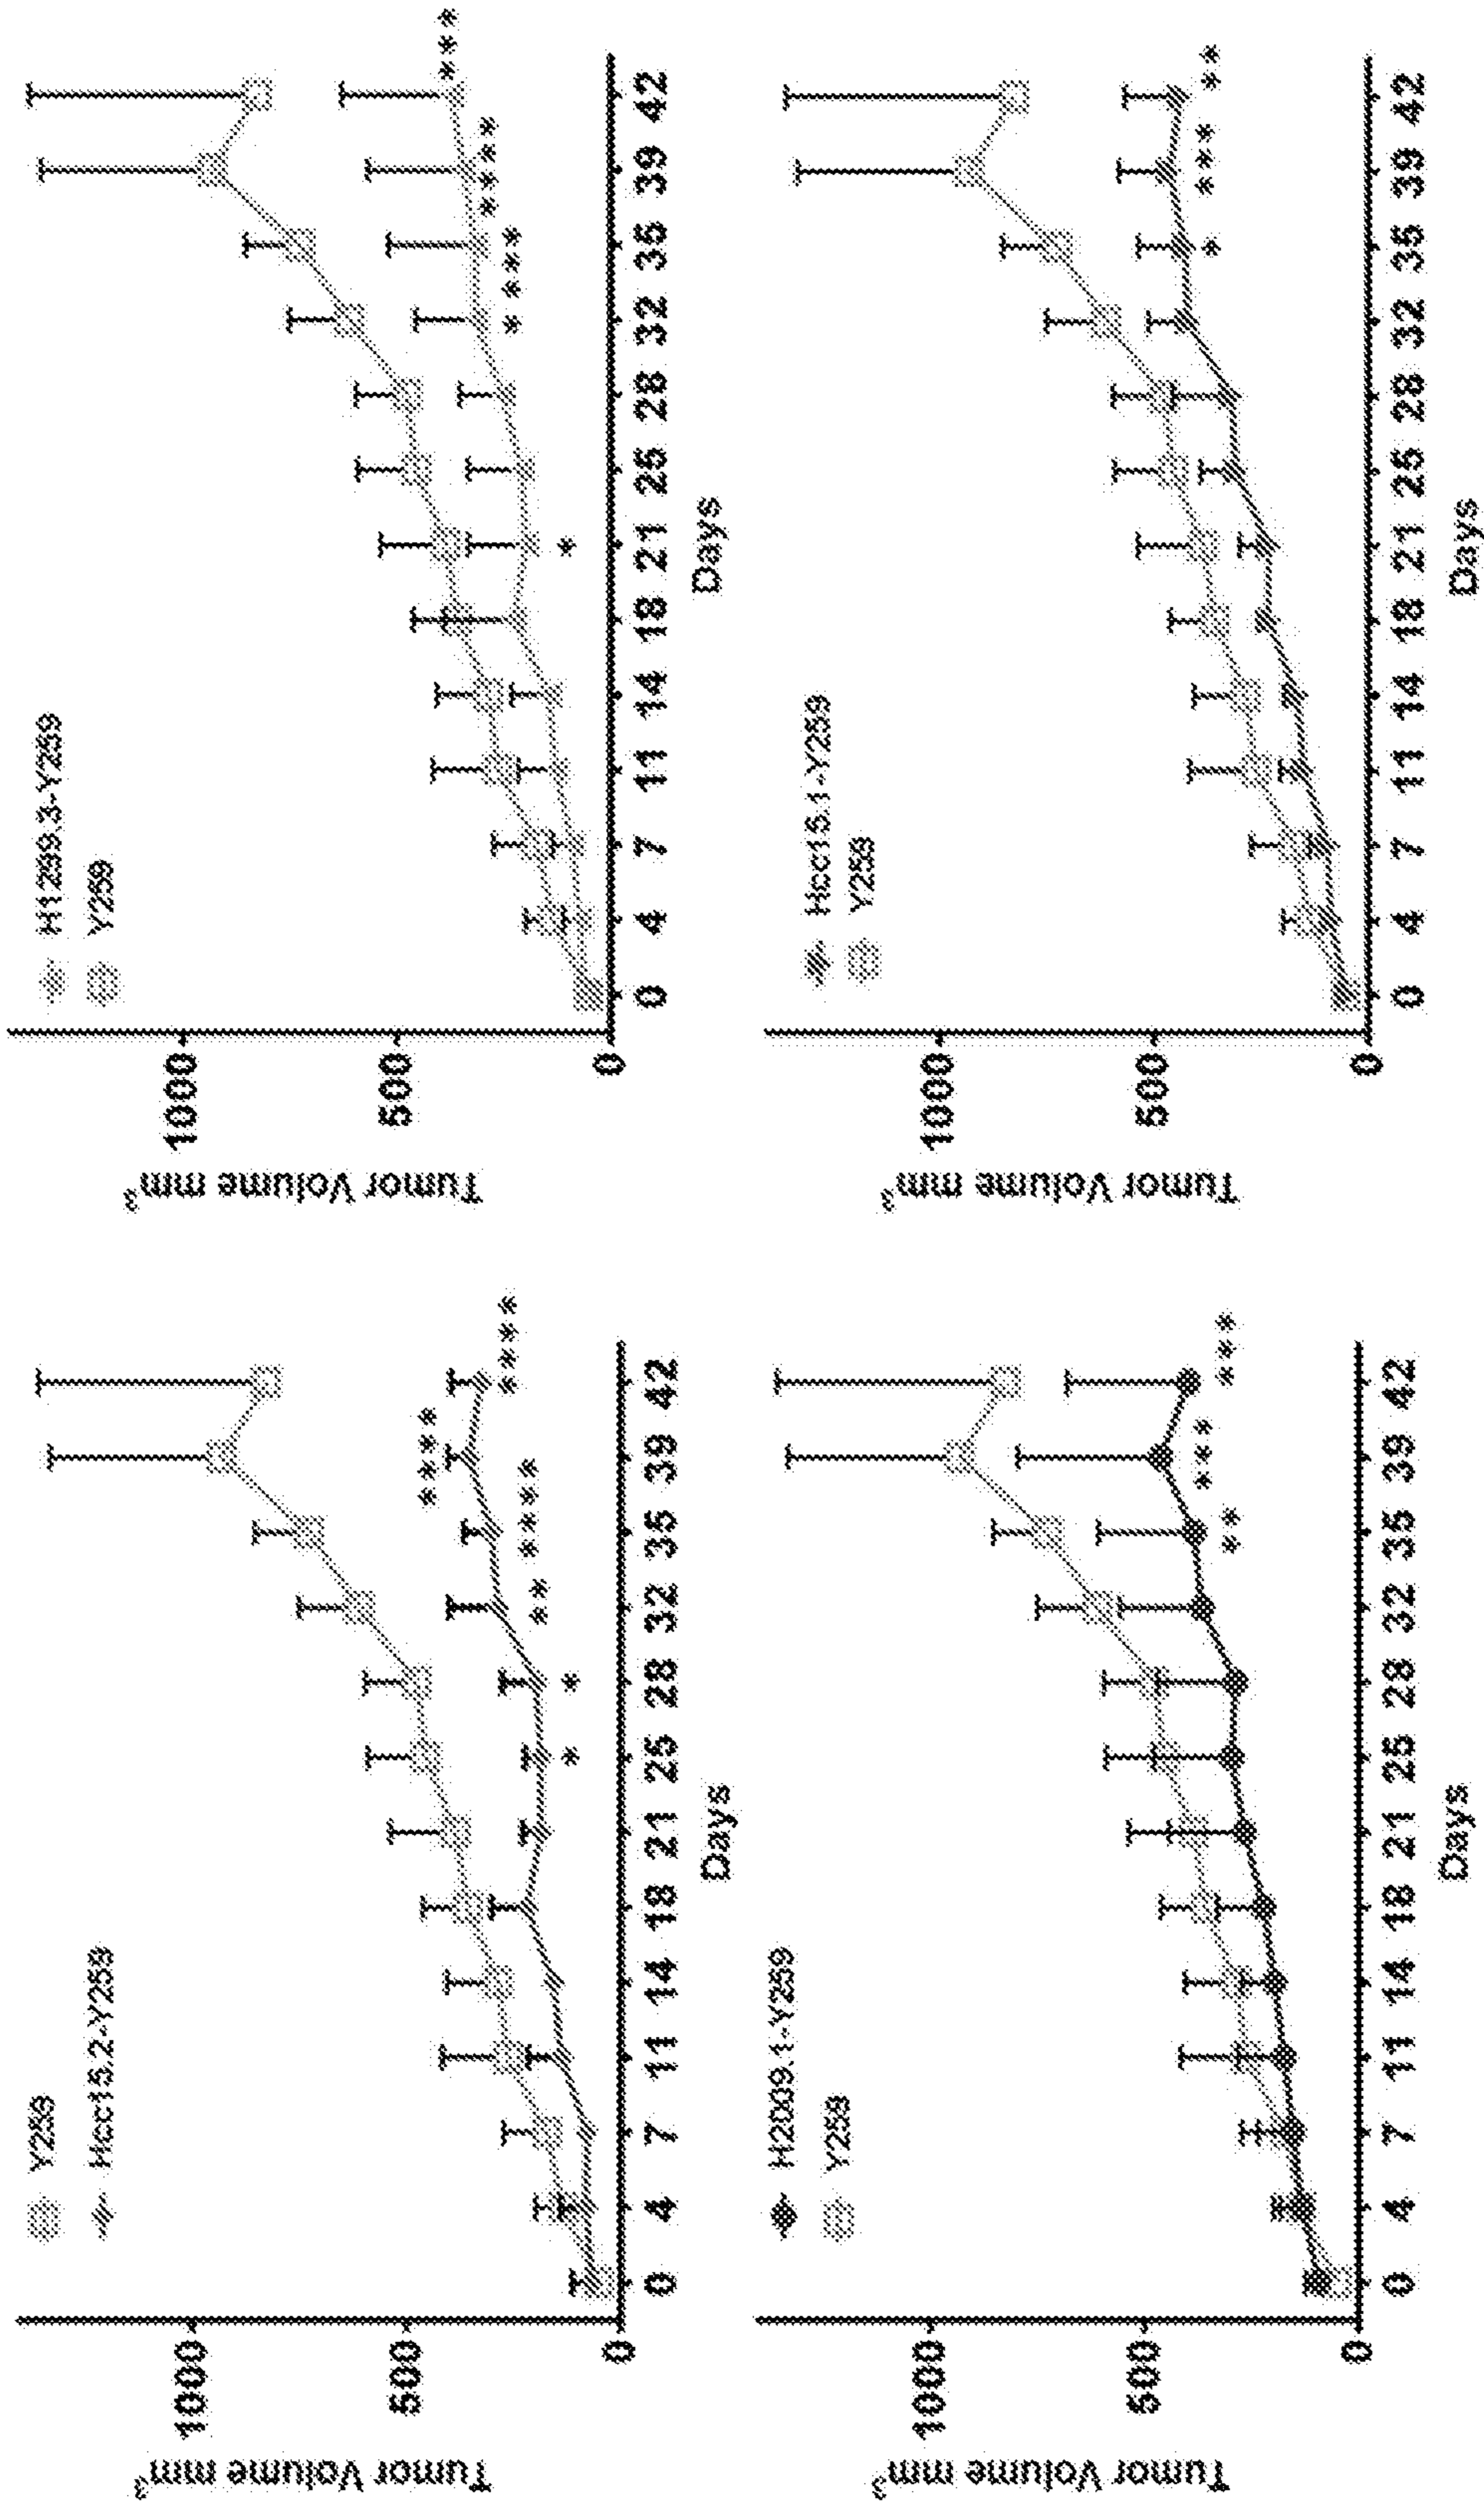 Y259
Hcc15.2-Y259
Tumor Volume mm³
1000
500
0
* * ** **** **** ****
0 4 7 11 14 18 21 25 28 32 35 39 42
Days
H1299.3-Y259
Y259
Tumor Volume mm³
1000
500
0
* * *** **** ***
0 4 7 11 14 18 21 25 28 32 35 39 42
Days
H2009.1-Y259
Y259
Tumor Volume mm³
1000
500
0
** *** ***
0 4 7 11 14 18 21 25 28 32 35 39 42
Days
Hcc15.1-Y259
Y259
Tumor Volume mm³
1000
500
0
* *** **
0 4 7 11 14 18 21 25 28 32 35 39 42
Days